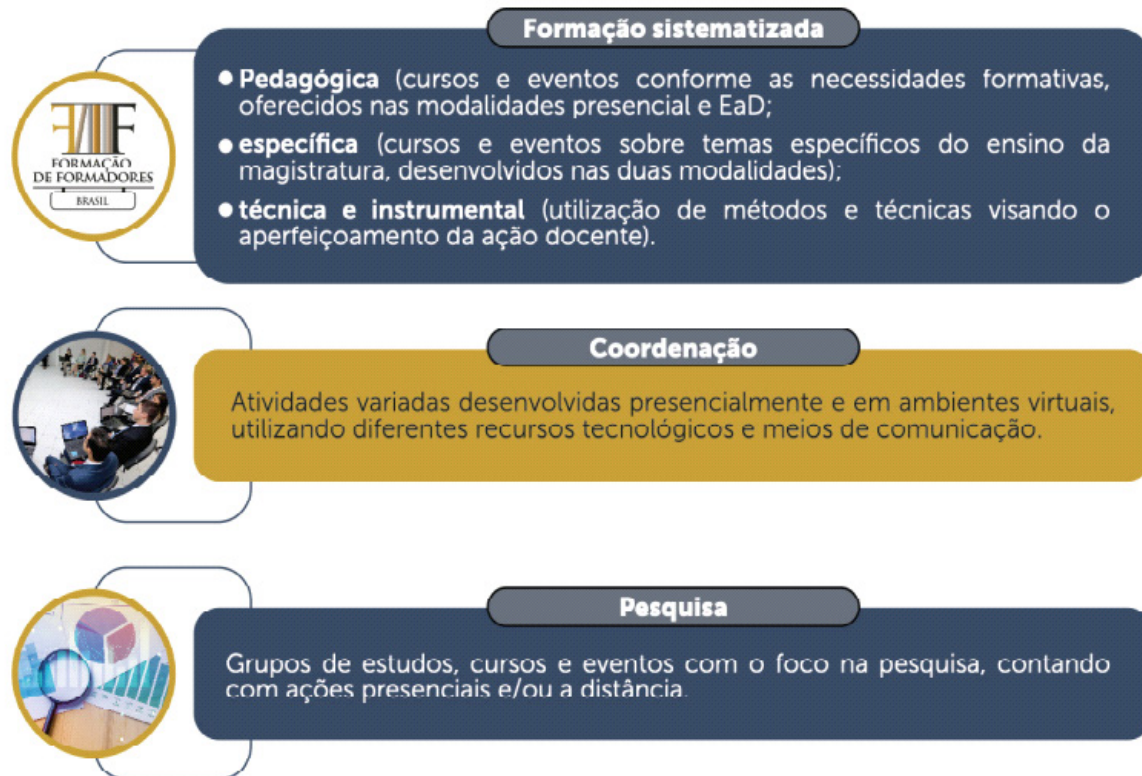 Formação sistematizada
● Pedagógica (cursos e eventos conforme as necessidades formativas,
oferecidos nas modalidades presencial e EaD;
● específica (cursos e eventos sobre temas específicos do ensino da
magistratura, desenvolvidos nas duas modalidades);
● técnica e instrumental (utilização de métodos e técnicas visando o
aperfeiçoamento da ação docente).
FORMAÇÃO
DE FORMADORES
BRASIL
Coordenação
Atividades variadas desenvolvidas presencialmente e em ambientes virtuais,
utilizando diferentes recursos tecnológicos e meios de comunicação.
Pesquisa
Grupos de estudos, cursos e eventos com o foco na pesquisa, contando
com ações presenciais e/ou a distância.